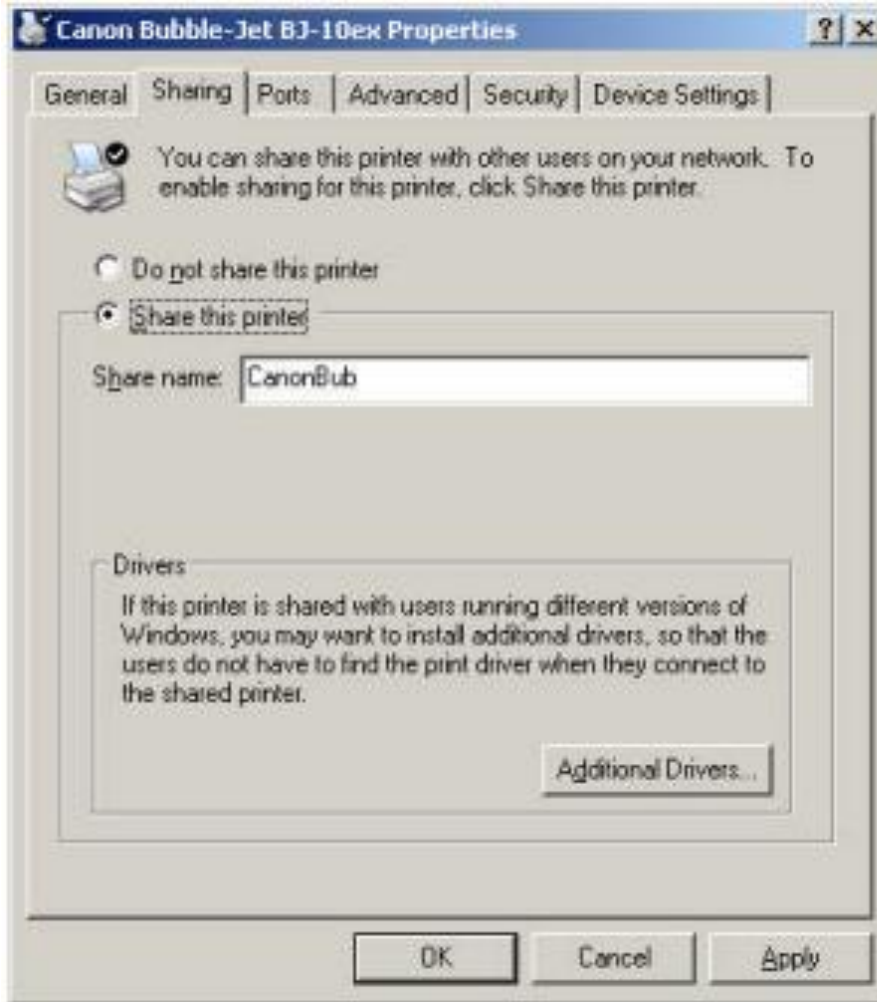 Canon Bubble-Jet BJ-10ex Properties
General Sharing Ports Advanced Security Device Settings
You can share this printer with other users on your network. To
enable sharing for this printer, click Share this printer.
Do not share this printer
Share this printer
Share name: CanonBub
Drivers
If this printer is shared with users running different versions of
Windows, you may want to install additional drivers, so that the
users do not have to find the print driver when they connect to
the shared printer.
Additional Drivers...
OK Cancel Apply